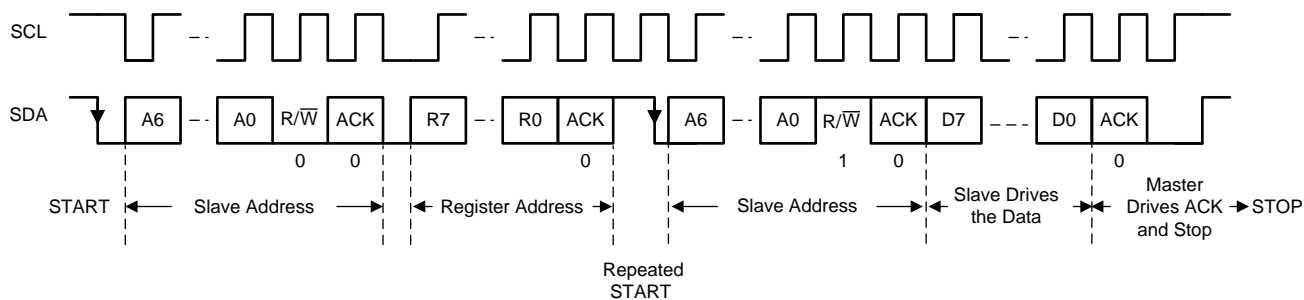 SCL
SDA A6 A0 R/W̅ ACK R7 R0 ACK A6 A0 R/W̅ ACK D7 D0 ACK
0 0 0 1 0 0
START Slave Address Register Address Slave Address Slave Drives the Data Master Drives ACK and Stop STOP
Repeated
START